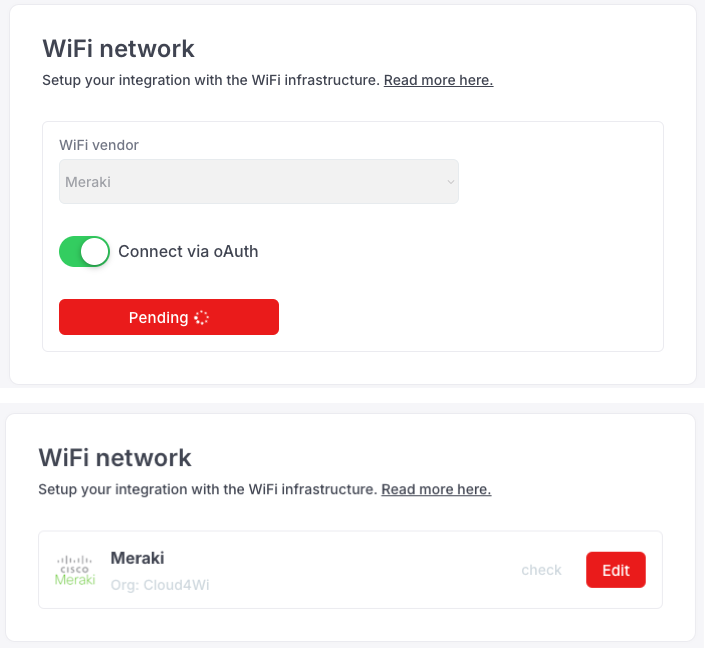 WiFi network
Setup your integration with the WiFi infrastructure. Read more here.
WiFi vendor
Meraki
Connect via oAuth
Pending
WiFi network
Setup your integration with the WiFi infrastructure. Read more here.
CISCO
Meraki
Meraki
Org: Cloud4Wi
check
Edit